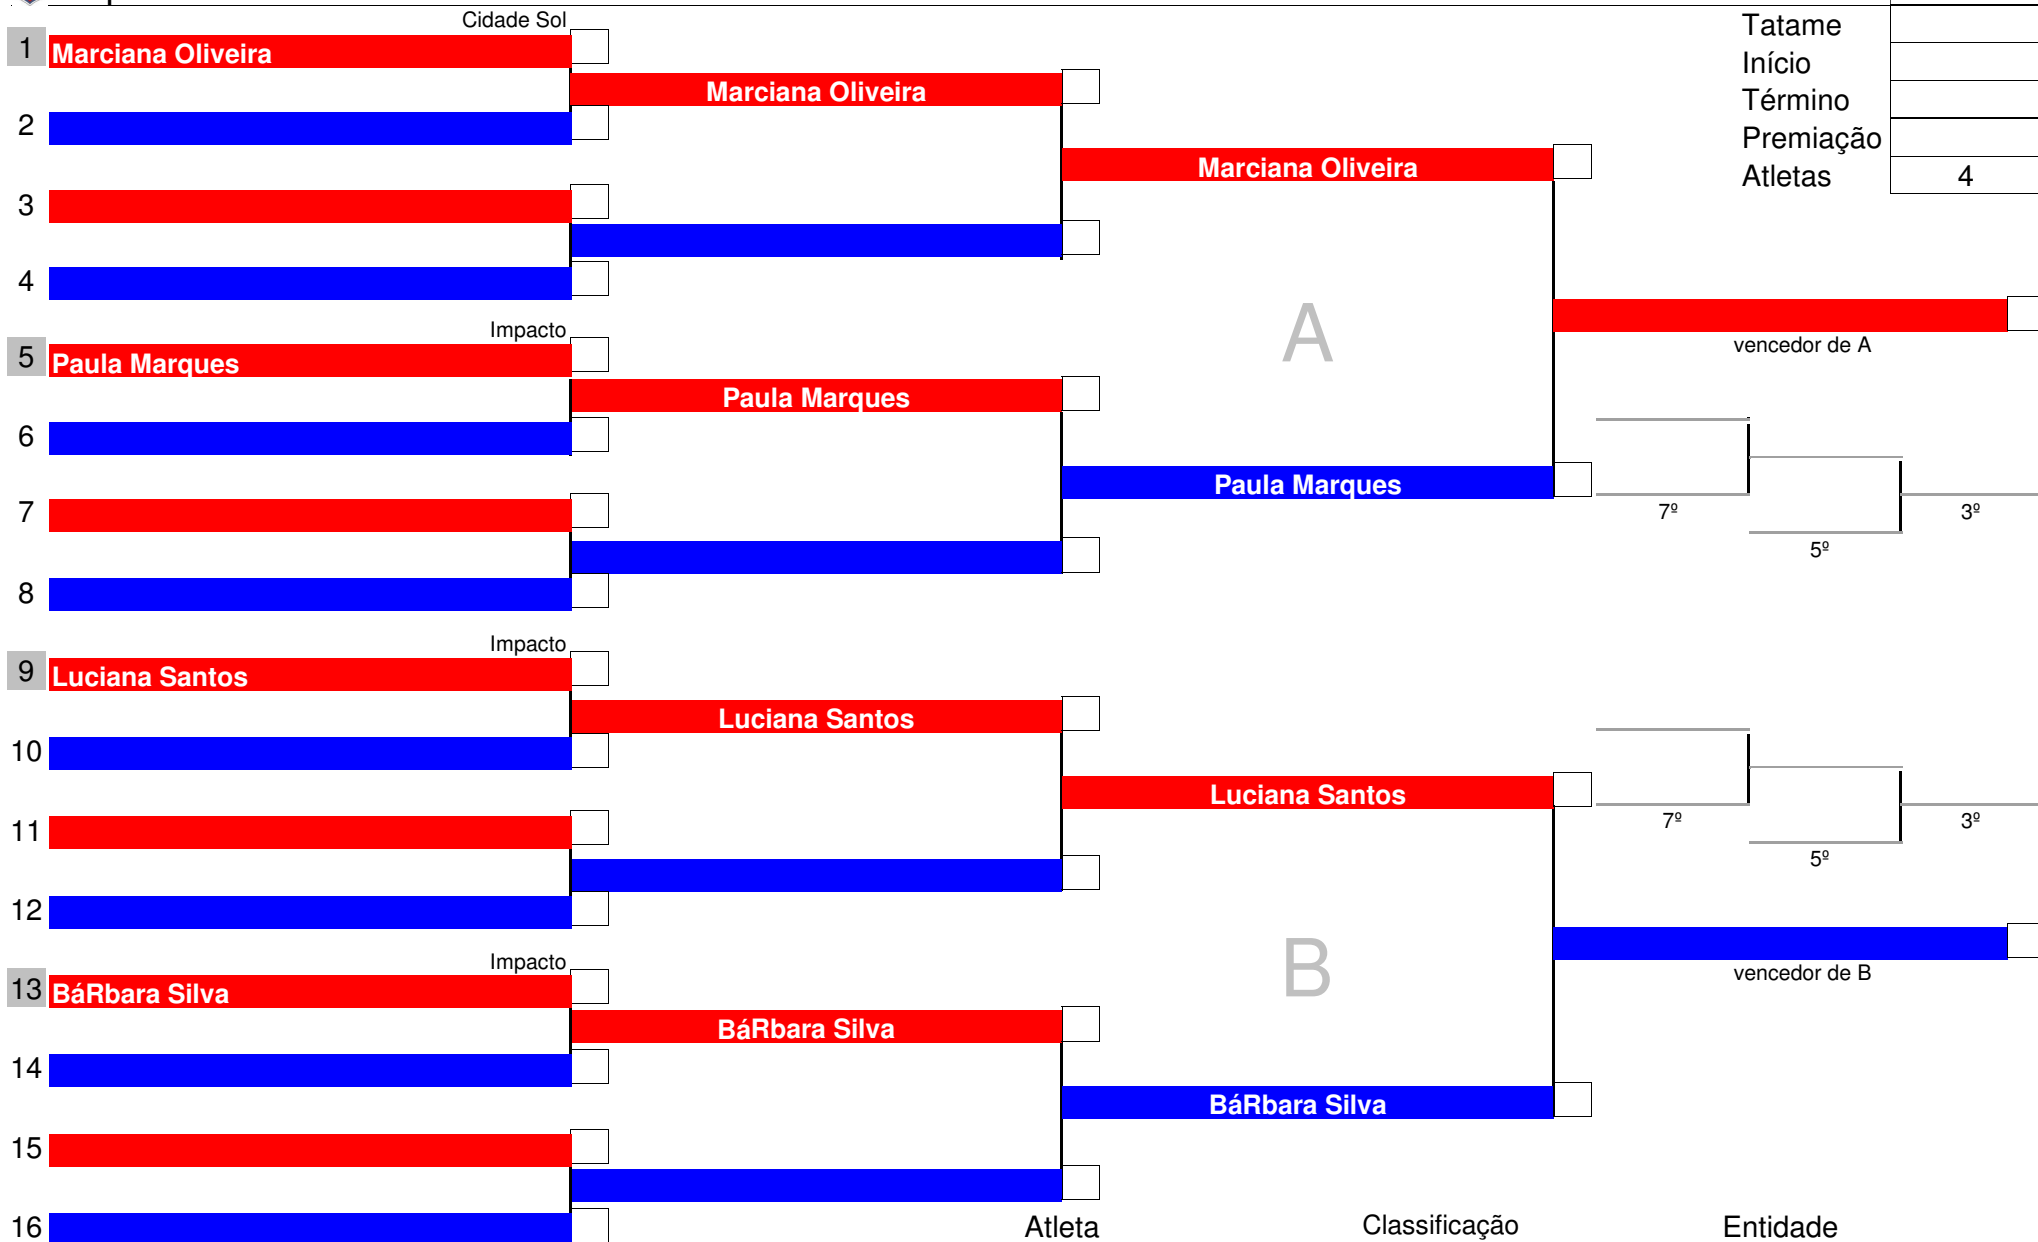 Cidade Sol
Tatame
1 Marciana Oliveira
Início
Marciana Oliveira
Término
2
Premiação
Marciana Oliveira
Atletas 4
3
4
Impacto
A
vencedor de A
5 Paula Marques
Paula Marques
6
Paula Marques
7
7º
3º
5º
8
Impacto
9 Luciana Santos
Luciana Santos
10
Luciana Santos
7º
3º
11
5º
12
Impacto
B
vencedor de B
13 BáRbara Silva
BáRbara Silva
14
BáRbara Silva
15
16
Atleta Classificação Entidade